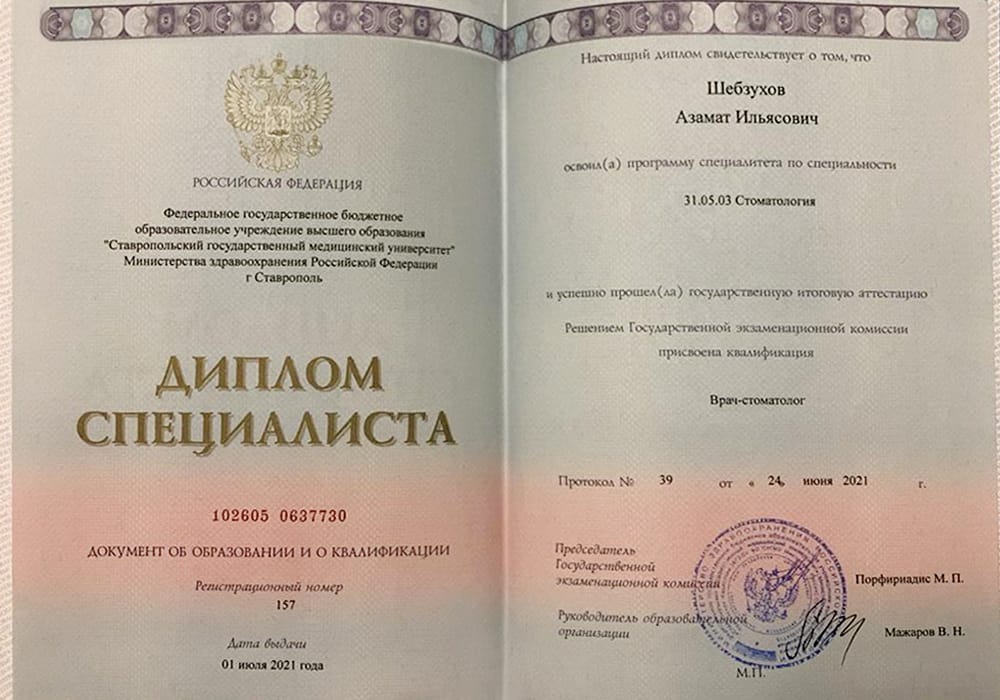 РОССИЙСКАЯ ФЕДЕРАЦИЯ
Федеральное государственное бюджетное
образовательное учреждение высшего образования
"Ставропольский государственный медицинский университет"
Министерства здравоохранения Российской Федерации
г Ставрополь
ДИПЛОМ
СПЕЦИАЛИСТА
102605 0637730
ДОКУМЕНТ ОБ ОБРАЗОВАНИИ И О КВАЛИФИКАЦИИ
Регистрационный номер
157
Дата выдачи
01 июля 2021 года
Настоящий диплом свидетельствует о том, что
Шебзухов
Азамат Ильясович
освоил(а) программу специалитета по специальности
31.05.03 Стоматология
и успешно прошел(ла) государственную итоговую аттестацию
Решением Государственной экзаменационной комиссии
присвоена квалификация
Врач-стоматолог
Протокол № 39 от « 24» июня 2021 г.
Председатель
Государственной
экзаменационной комиссии
Порфириадис М. П.
Руководитель образовательной
организации
Мажаров В. Н.
М.П.